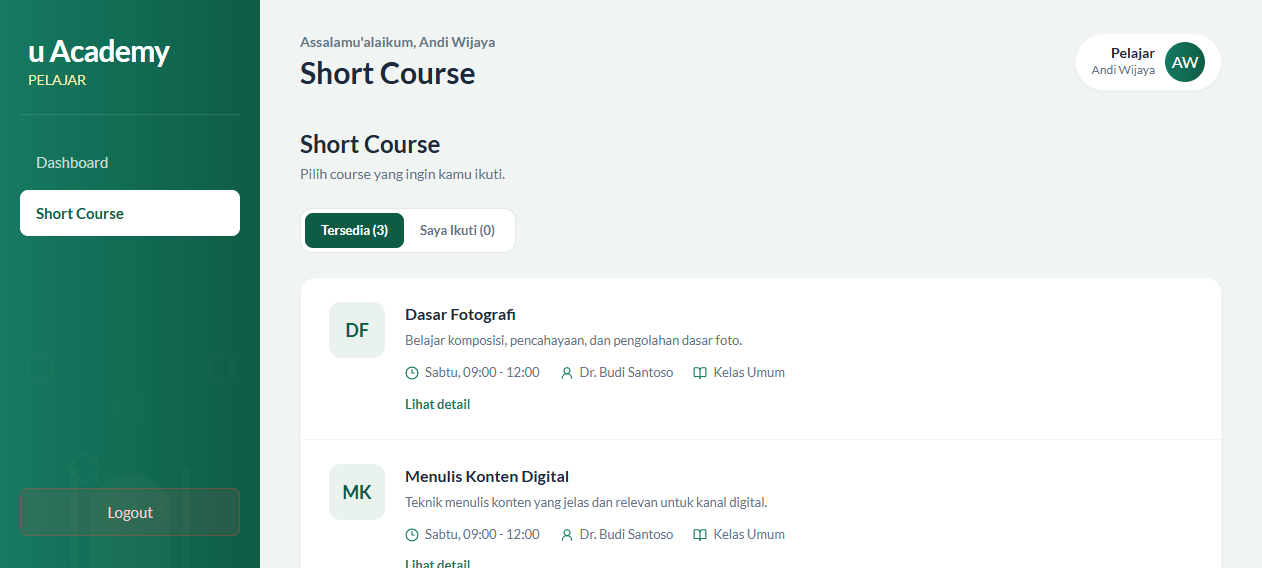 u Academy
PELAJAR
Dashboard
Short Course
Logout
Assalamu'alaikum, Andi Wijaya
Short Course
Pelajar
Andi Wijaya
AW
Short Course
Pilih course yang ingin kamu ikuti.
Tersedia (3)
Saya Ikuti (0)
DF
Dasar Fotografi
Belajar komposisi, pencahayaan, dan pengolahan dasar foto.
Sabtu, 09:00 - 12:00 Dr. Budi Santoso Kelas Umum
Lihat detail
MK
Menulis Konten Digital
Teknik menulis konten yang jelas dan relevan untuk kanal digital.
Sabtu, 09:00 - 12:00 Dr. Budi Santoso Kelas Umum
Lihat detail